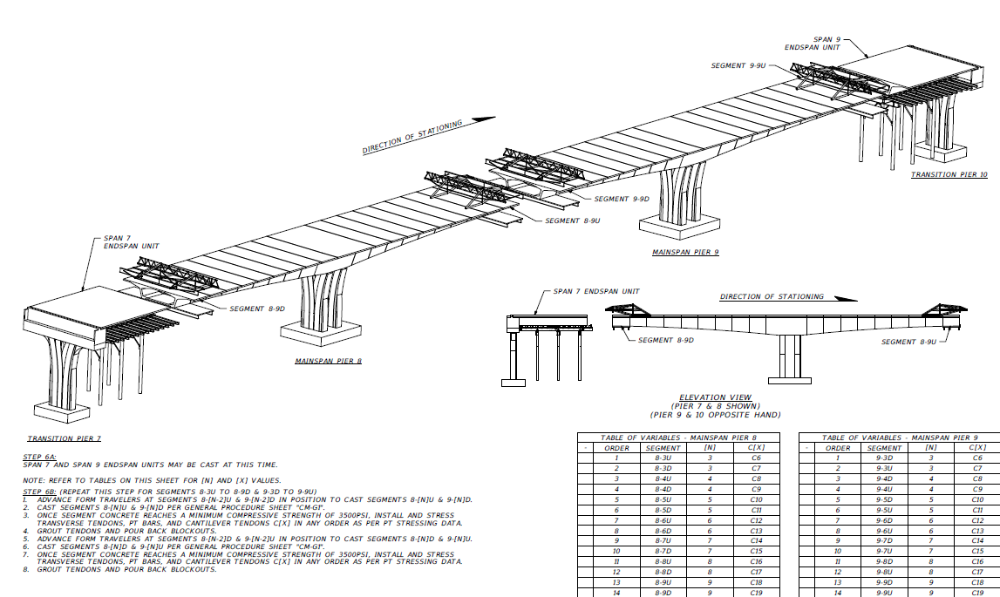 SPAN 9
ENDSPAN UNIT
SEGMENT 9-9U
DIRECTION OF STATIONING
TRANSITION PIER 10
SEGMENT 9-9D
SEGMENT 8-9U
MAINSPAN PIER 9
SPAN 7
ENDSPAN UNIT
SEGMENT 8-9D
MAINSPAN PIER 8
TRANSITION PIER 7
SPAN 7 ENDSPAN UNIT
DIRECTION OF STATIONING
SEGMENT 8-9D
SEGMENT 8-9U
ELEVATION VIEW
(PIER 7 & 8 SHOWN)
(PIER 9 & 10 OPPOSITE HAND)
STEP 6A:
SPAN 7 AND SPAN 9 ENDSPAN UNITS MAY BE CAST AT THIS TIME.
NOTE: REFER TO TABLES ON THIS SHEET FOR [N] AND [X] VALUES.
STEP 6B: (REPEAT THIS STEP FOR SEGMENTS 8-3U TO 8-9D & 9-3D TO 9-9U)
1. ADVANCE FORM TRAVELERS AT SEGMENTS 8-[N-2]U & 9-[N-2]D IN POSITION TO CAST SEGMENTS 8-[N]U & 9-[N]D.
2. CAST SEGMENTS 8-[N]U & 9-[N]D PER GENERAL PROCEDURE SHEET "CM-GI".
3. ONCE SEGMENT CONCRETE REACHES A MINIMUM COMPRESSIVE STRENGTH OF 3500PSI, INSTALL AND STRESS
TRANSVERSE TENDONS, PT BARS, AND CANTILEVER TENDONS C[X] IN ANY ORDER AS PER PT STRESSING DATA.
4. GROUT TENDONS AND POUR BACK BLOCKOUTS.
5. ADVANCE FORM TRAVELERS AT SEGMENTS 8-[N-2]D & 9-[N-2]U IN POSITION TO CAST SEGMENTS 8-[N]D & 9-[N]U.
6. CAST SEGMENTS 8-[N]D & 9-[N]U PER GENERAL PROCEDURE SHEET "CM-GI".
7. ONCE SEGMENT CONCRETE REACHES A MINIMUM COMPRESSIVE STRENGTH OF 3500PSI, INSTALL AND STRESS
TRANSVERSE TENDONS, PT BARS, AND CANTILEVER TENDONS C[X] IN ANY ORDER AS PER PT STRESSING DATA.
8. GROUT TENDONS AND POUR BACK BLOCKOUTS.
TABLE OF VARIABLES - MAINSPAN PIER 8
- ORDER SEGMENT [N] C[X]
1 8-3U 3 C6
2 8-3D 3 C7
3 8-4U 4 C8
4 8-4D 4 C9
5 8-5U 5 C10
6 8-5D 5 C11
7 8-6U 6 C12
8 8-6D 6 C13
9 8-7U 7 C14
10 8-7D 7 C15
11 8-8U 8 C16
12 8-8D 8 C17
13 8-9U 9 C18
14 8-9D 9 C19
TABLE OF VARIABLES - MAINSPAN PIER 9
- ORDER SEGMENT [N] C[X]
1 9-3D 3 C6
2 9-3U 3 C7
3 9-4D 4 C8
4 9-4U 4 C9
5 9-5D 5 C10
6 9-5U 5 C11
7 9-6D 6 C12
8 9-6U 6 C13
9 9-7D 7 C14
10 9-7U 7 C15
11 9-8D 8 C16
12 9-8U 8 C17
13 9-9D 9 C18
14 9-9U 9 C19